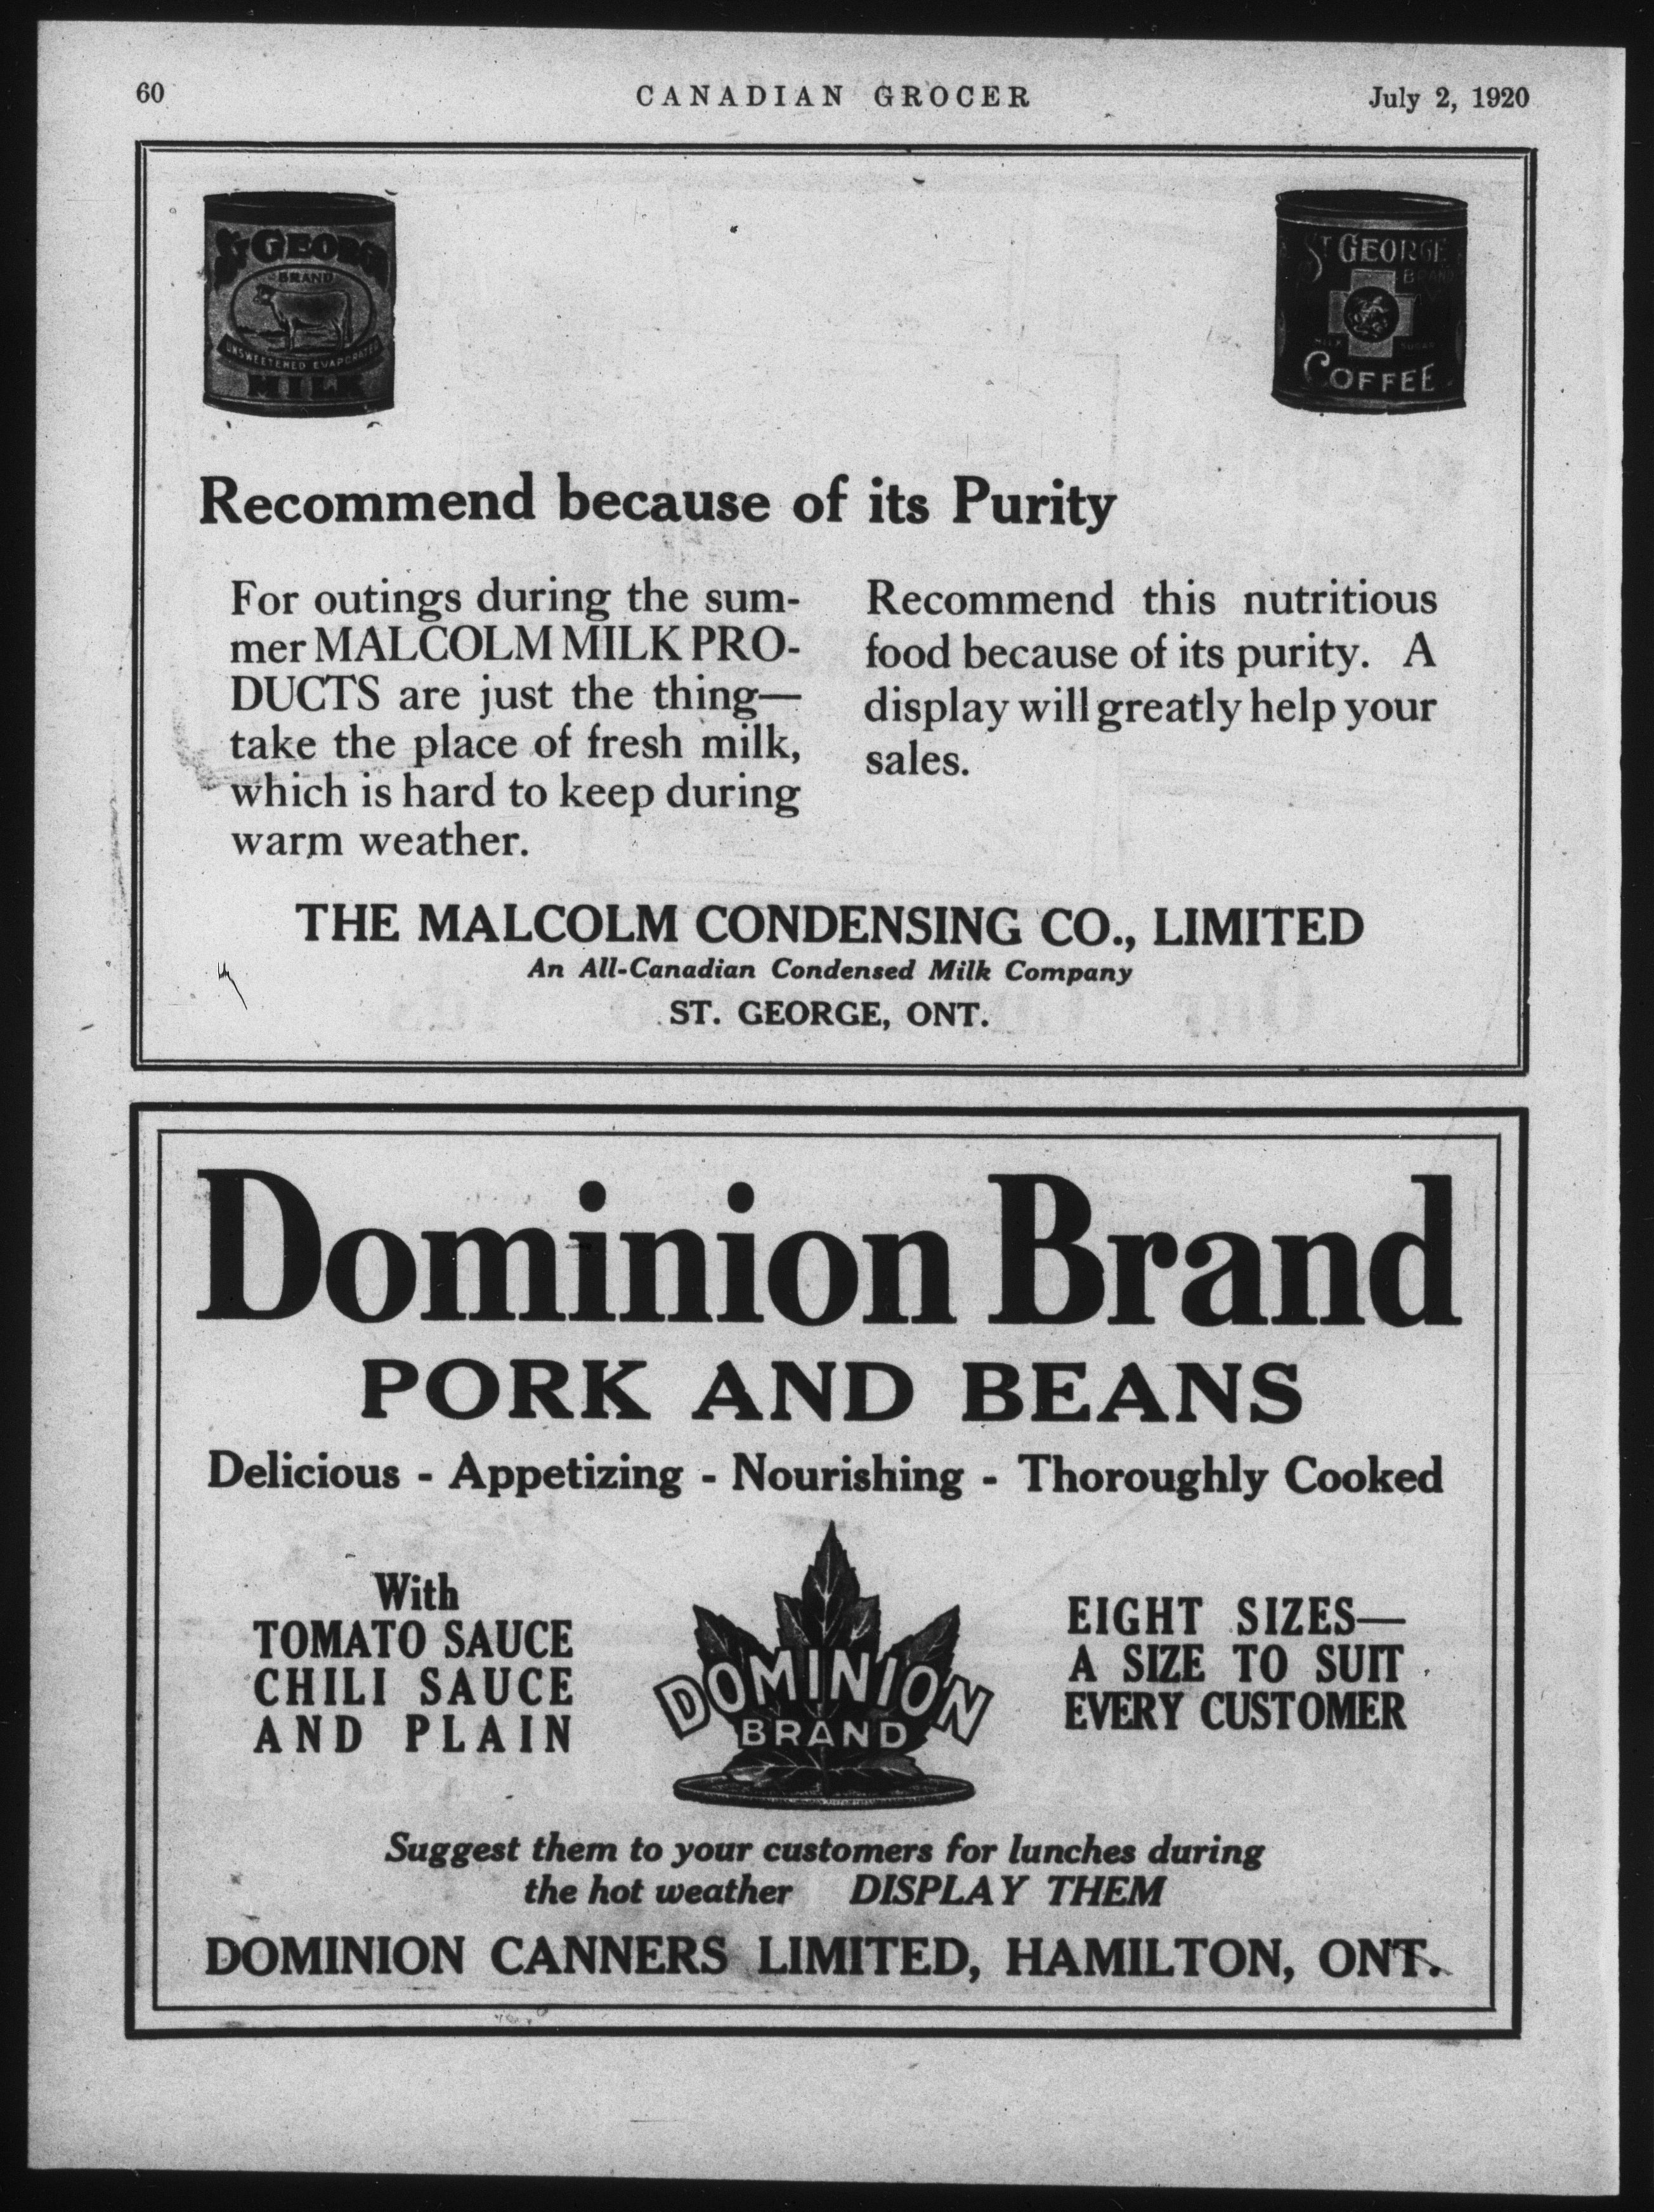 60
CANADIAN GROCER
July 2, 1920
ST GEORGE
BRAND
UNSWEETENED EVAPORATED
MILK
ST GEORGE
BRAND
MILK SUGAR
COFFEE
Recommend because of its Purity
For outings during the sum-
mer MALCOLM MILK PRO-
DUCTS are just the thing—
take the place of fresh milk,
which is hard to keep during
warm weather.
Recommend this nutritious
food because of its purity. A
display will greatly help your
sales.
THE MALCOLM CONDENSING CO., LIMITED
An All-Canadian Condensed Milk Company
ST. GEORGE, ONT.
Dominion Brand
PORK AND BEANS
Delicious - Appetizing - Nourishing - Thoroughly Cooked
With
TOMATO SAUCE
CHILI SAUCE
AND PLAIN
DOMINION
BRAND
EIGHT SIZES—
A SIZE TO SUIT
EVERY CUSTOMER
Suggest them to your customers for lunches during
the hot weather DISPLAY THEM
DOMINION CANNERS LIMITED, HAMILTON, ONT.